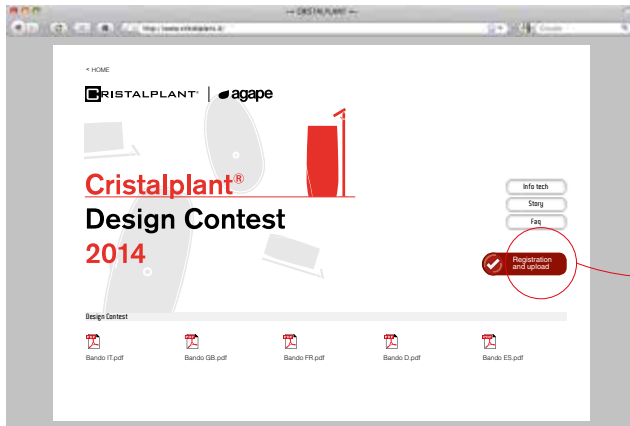 — CRISTALPLANT —
< HOME
CRISTALPLANT® | agape
Cristalplant®
Design Contest
2014
Info tech
Story
Faq
Registration
and upload
Design Contest
Bando IT.pdf
Bando GB.pdf
Bando FR.pdf
Bando D.pdf
Bando ES.pdf